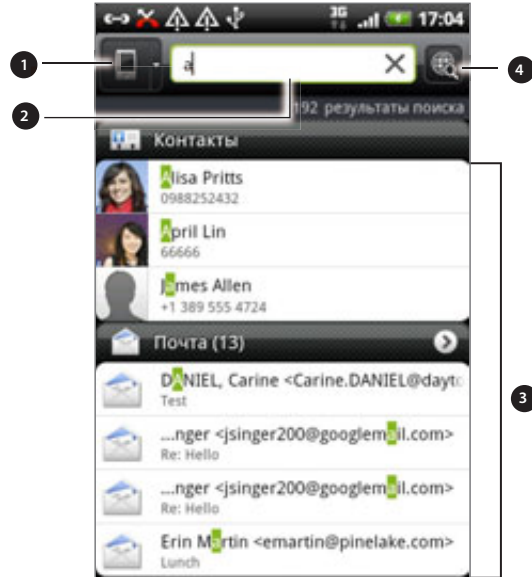 3G 17:04
1
a
4
2
192 результаты поиска
Контакты
Alisa Pritts
0988252432
April Lin
66666
James Allen
+1 389 555 4724
Почта (13)
3
DANIEL, Carine <Carine.DANIEL@dayto
Test
...nger <jsinger200@googlemail.com>
Re: Hello
...nger <jsinger200@googlemail.com>
Re: Hello
Erin Martin <emartin@pinelake.com>
Lunch